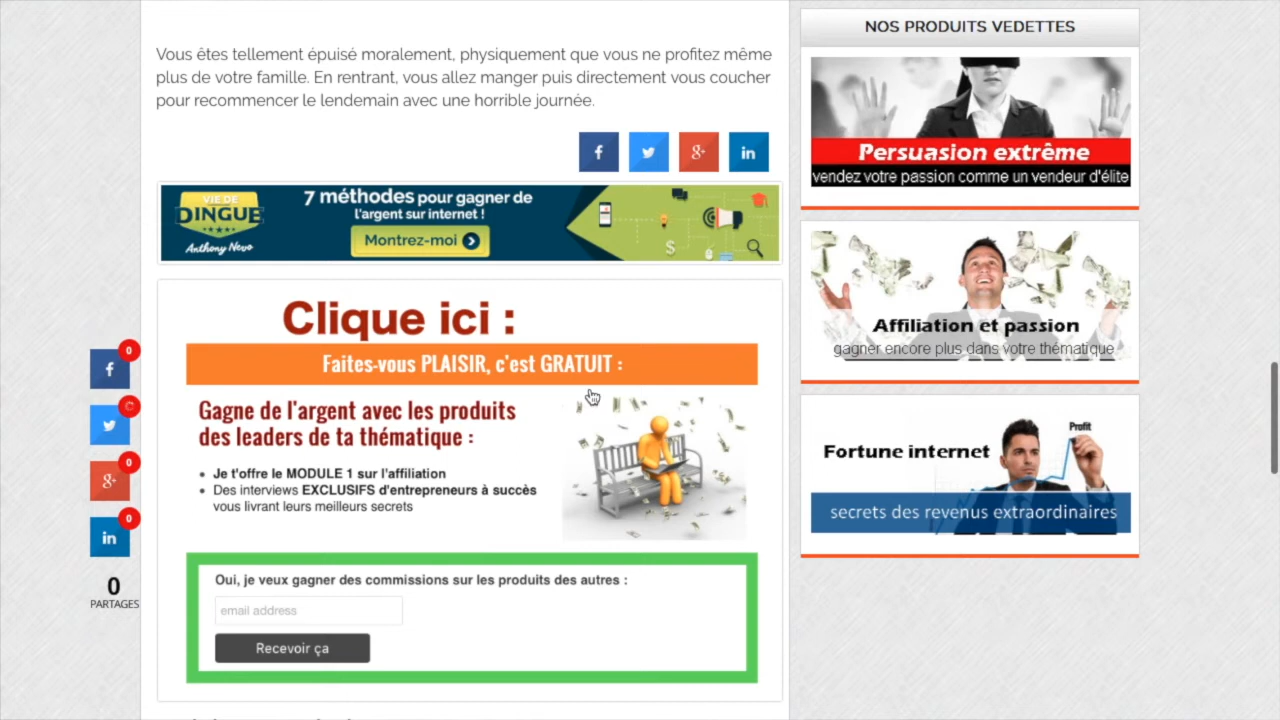 Vous êtes tellement épuisé moralement, physiquement que vous ne profitez même
plus de votre famille. En rentrant, vous allez manger puis directement vous coucher
pour recommencer le lendemain avec une horrible journée.
VIE DE
DINGUE
Anthony Nevo
7 méthodes pour gagner de
l'argent sur internet !
Montrez-moi
Clique ici :
Faites-vous PLAISIR, c'est GRATUIT :
Gagne de l'argent avec les produits
des leaders de ta thématique :
Je t'offre le MODULE 1 sur l'affiliation
Des interviews EXCLUSIFS d'entrepreneurs à succès
vous livrant leurs meilleurs secrets
Oui, je veux gagner des commissions sur les produits des autres :
email address
Recevoir ça
0
0
0
0
PARTAGES
NOS PRODUITS VEDETTES
Persuasion extrême
vendez votre passion comme un vendeur d'élite
Affiliation et passion
gagner encore plus dans votre thématique
Profit
Fortune internet
secrets des revenus extraordinaires